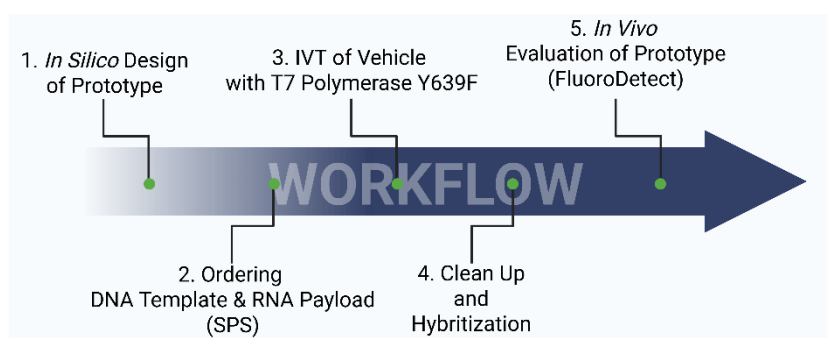 1. In Silico Design
of Prototype
2. Ordering
DNA Template & RNA Payload
(SPS)
3. IVT of Vehicle
with T7 Polymerase Y639F
4. Clean Up
and
Hybritization
5. In Vivo
Evaluation of Prototype
(FluoroDetect)
WORKFLOW